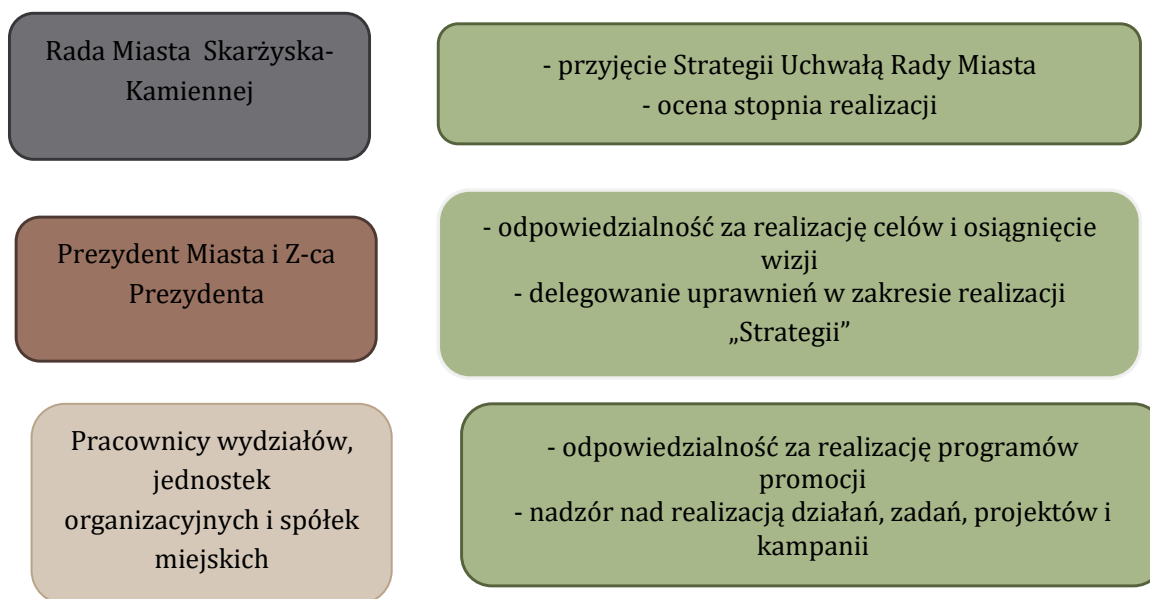 Rada Miasta Skarżyska-
Kamiennej
- przyjęcie Strategii Uchwałą Rady Miasta
- ocena stopnia realizacji
Prezydent Miasta i Z-ca
Prezydenta
- odpowiedzialność za realizację celów i osiągnięcie
wizji
- delegowanie uprawnień w zakresie realizacji
„Strategii”
Pracownicy wydziałów,
jednostek
organizacyjnych i spółek
miejskich
- odpowiedzialność za realizację programów
promocji
- nadzór nad realizacją działań, zadań, projektów i
kampanii